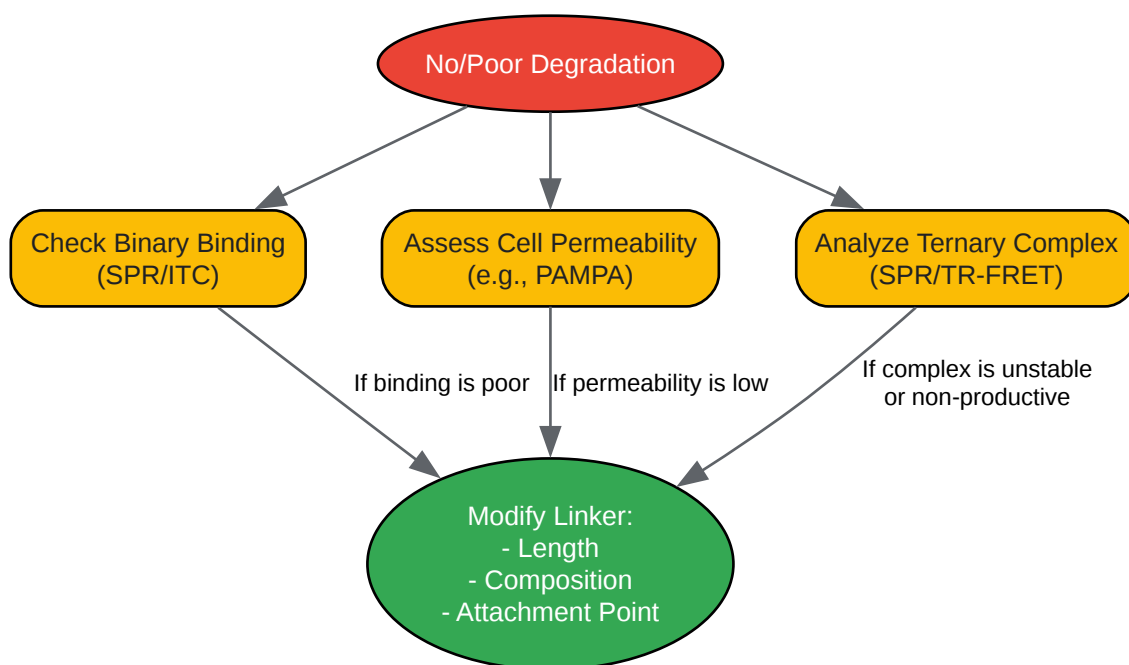 No/Poor Degradation
Check Binary Binding
(SPR/ITC)
Assess Cell Permeability
(e.g., PAMPA)
Analyze Ternary Complex
(SPR/TR-FRET)
If binding is poor
If permeability is low
If complex is unstable
or non-productive
Modify Linker:
- Length
- Composition
- Attachment Point